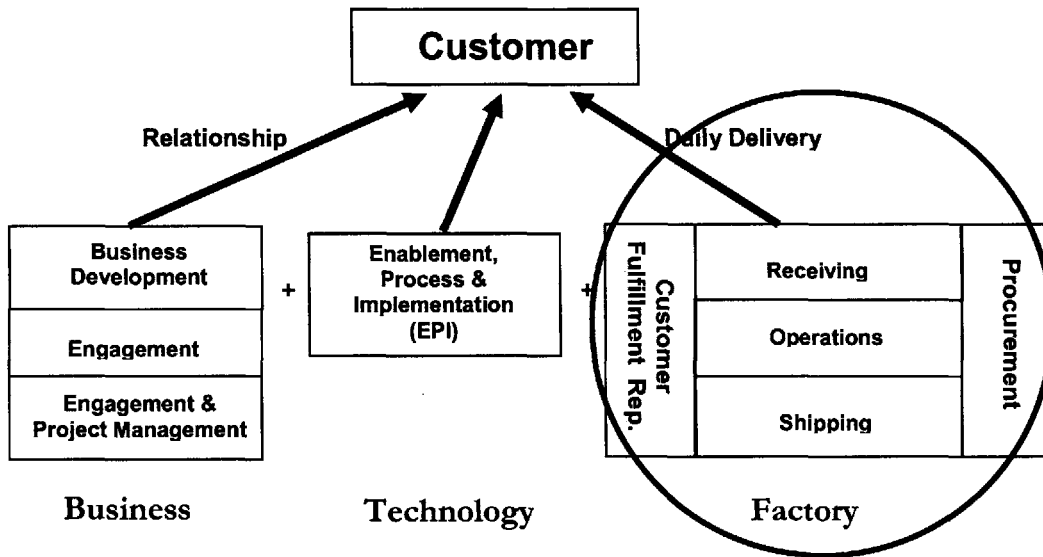 Customer
Relationship
Daily Delivery
Business
Development
Engagement
Engagement &
Project Management
+
Enablement,
Process &
Implementation
(EPI)
+
Customer
Fulfillment Rep.
Receiving
Operations
Shipping
Procurement
Business
Technology
Factory